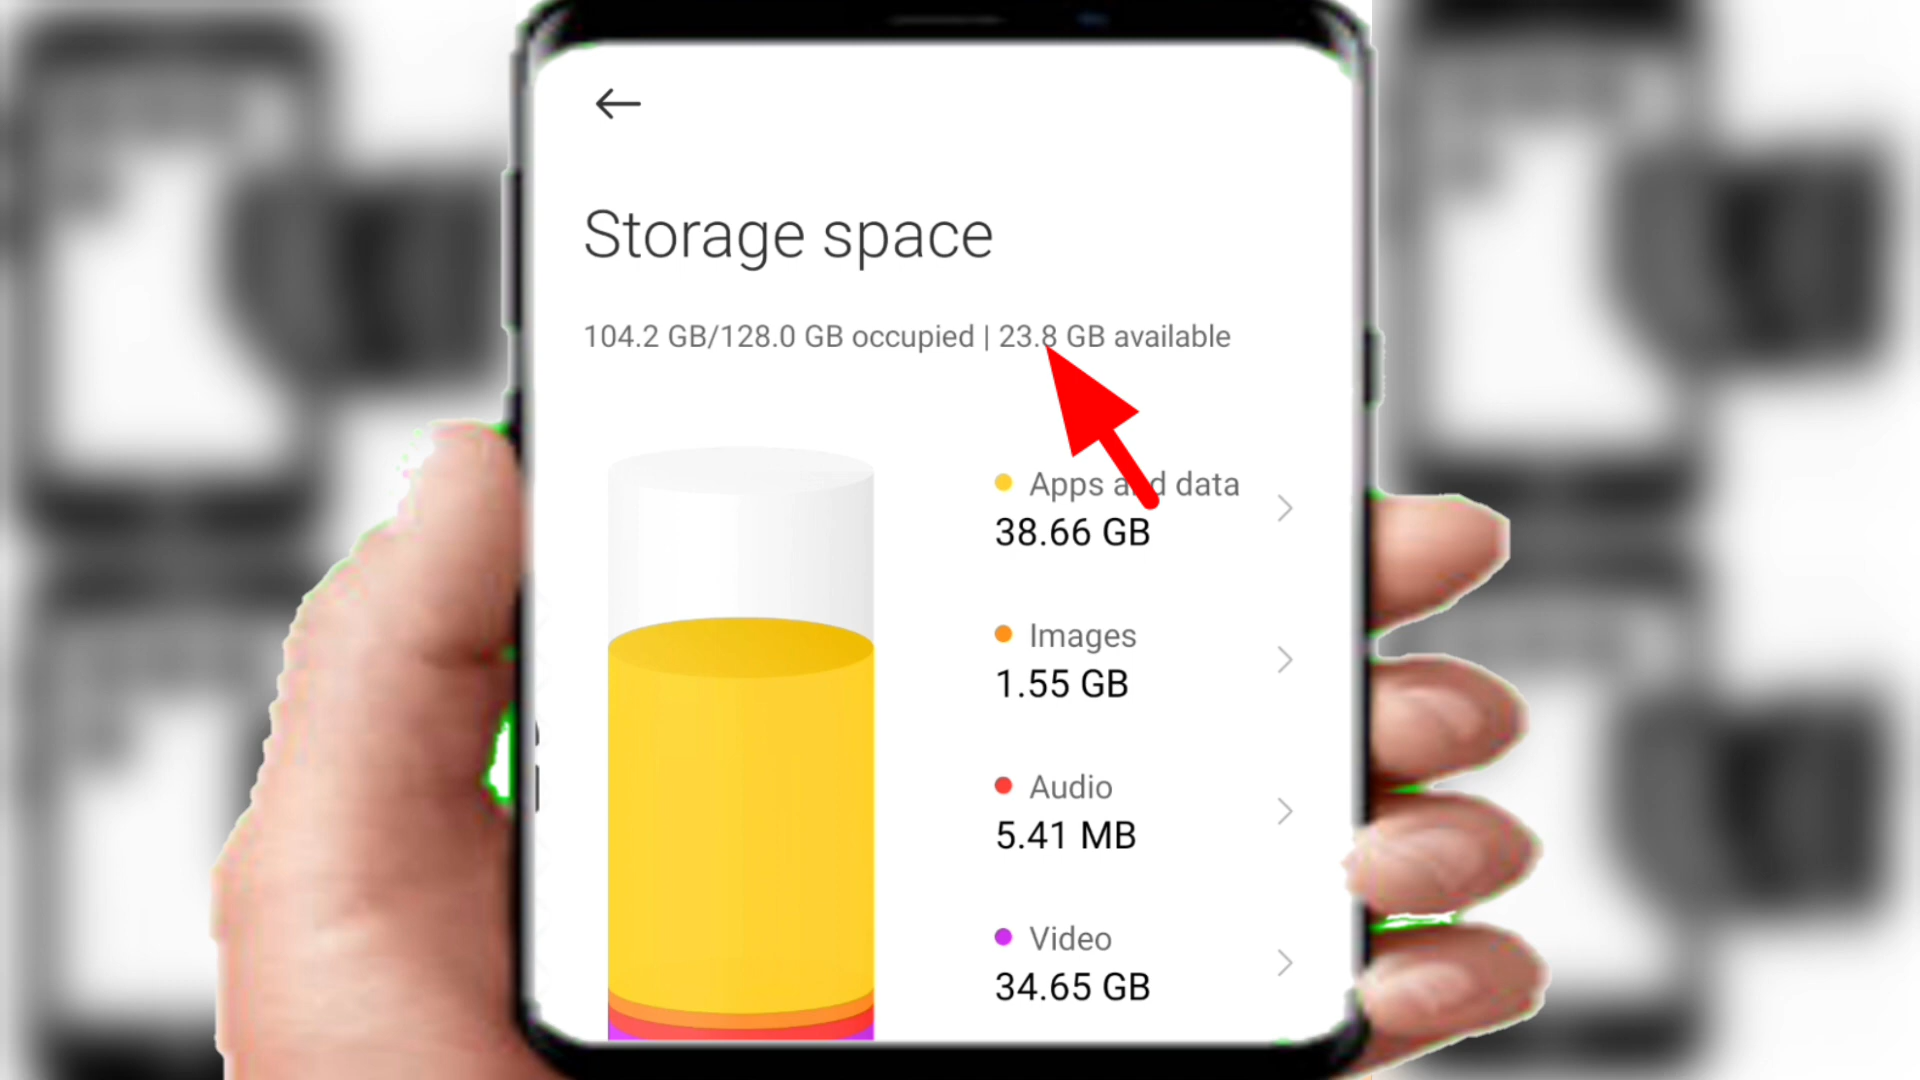 Storage space
104.2 GB/128.0 GB occupied | 23.8 GB available
Apps and data
38.66 GB
Images
1.55 GB
Audio
5.41 MB
Video
34.65 GB